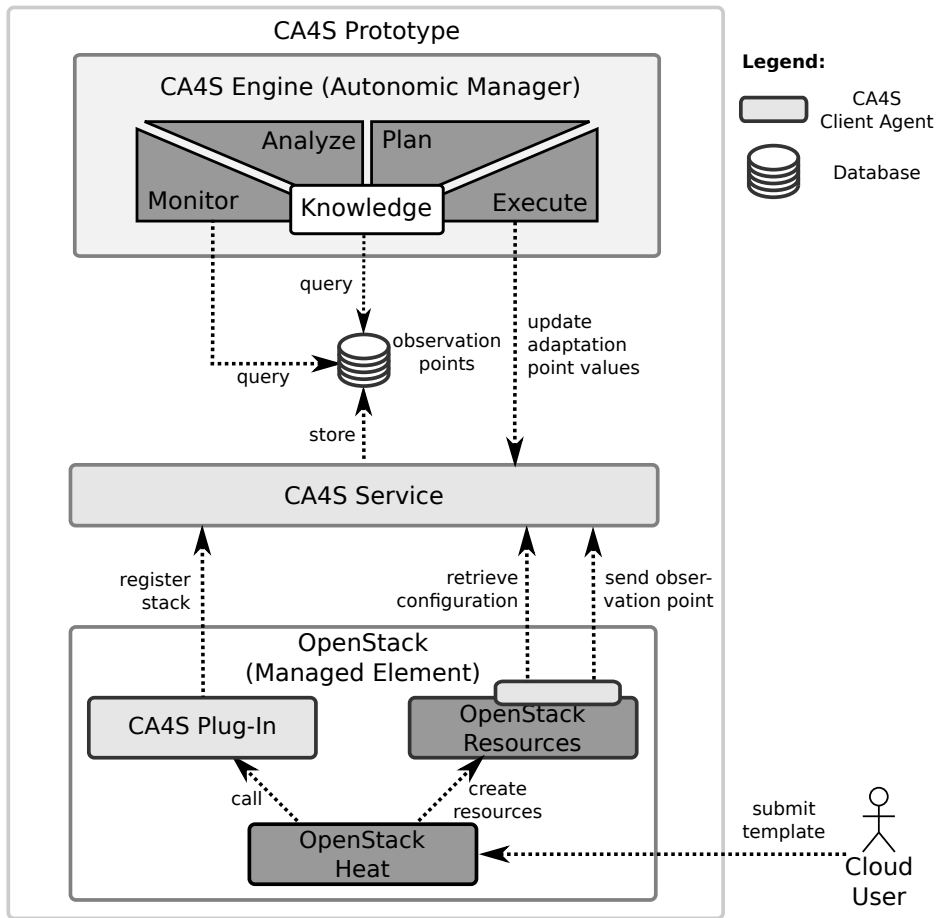 CA4S Prototype
CA4S Engine (Autonomic Manager)
Analyze
Plan
Monitor
Knowledge
Execute
query
update
adaptation
point values
observation
points
query
store
CA4S Service
register
stack
retrieve
configuration
send obser-
vation point
OpenStack
(Managed Element)
CA4S Plug-In
OpenStack
Resources
call
create
resources
OpenStack
Heat
submit
template
Cloud
User
Legend:
CA4S
Client Agent
Database